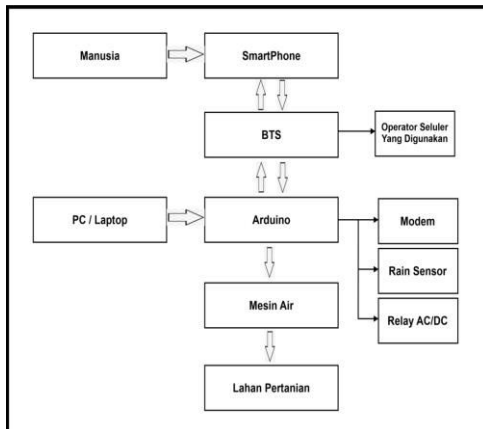 Manusia
SmartPhone
BTS
Operator Seluler
Yang Digunakan
PC / Laptop
Arduino
Modem
Rain Sensor
Mesin Air
Relay AC/DC
Lahan Pertanian